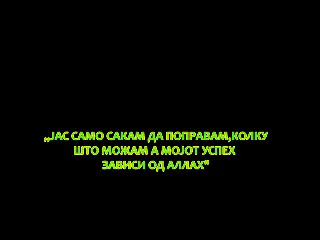 „ЈАС САМО САКАМ ДА ПОПРАВАМ,КОЛКУ
ШТО МОЖАМ А МОЈОТ УСПЕХ
ЗАВИСИ ОД АЛЛАХ"